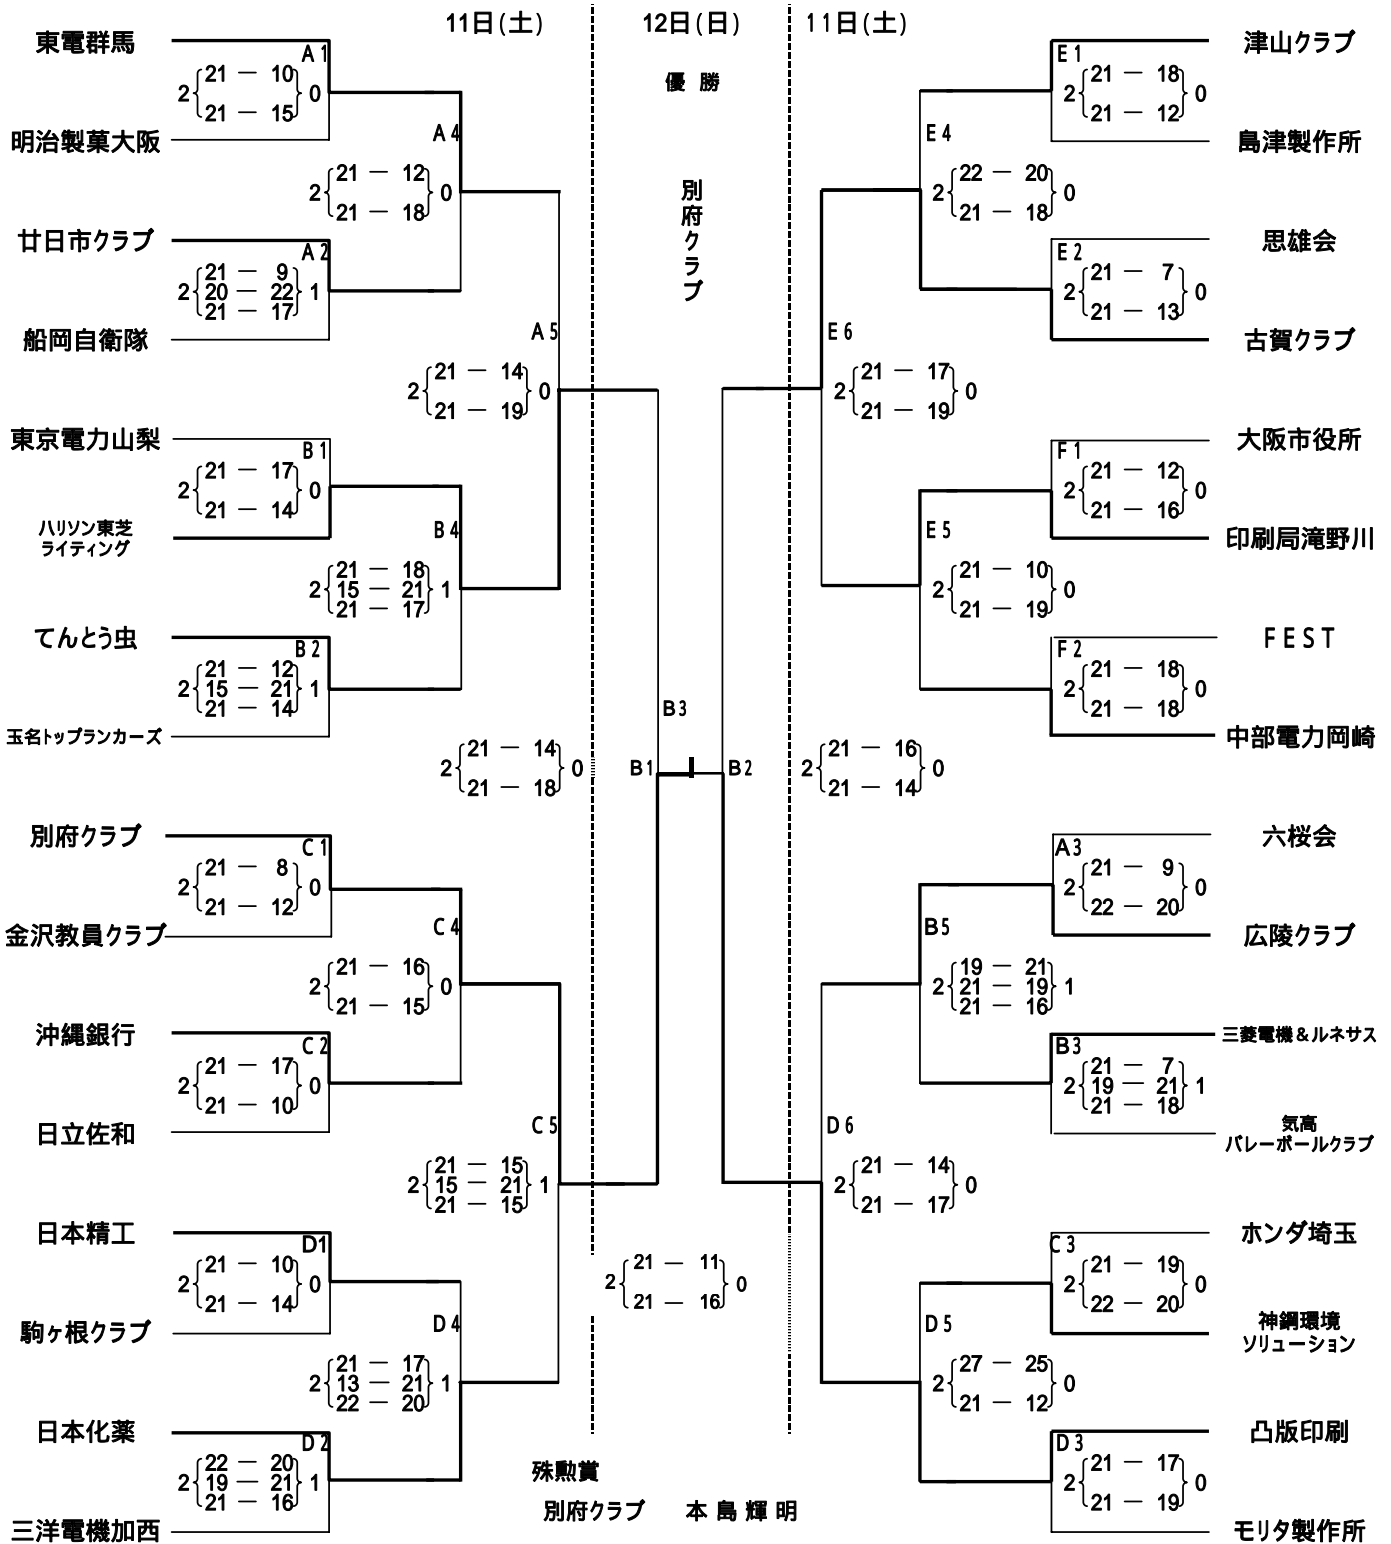 11日(土)
12日(日)
11日(土)
優 勝
別府クラブ
東電群馬
A1
2 21 － 10 0
21 － 15
明治製菓大阪
A4
2 21 － 12 0
21 － 18
廿日市クラブ
A2
21 － 9
2 20 － 22 1
21 － 17
船岡自衛隊
A5
2 21 － 14 0
21 － 19
東京電力山梨
B1
2 21 － 17 0
21 － 14
ハリソン東芝
ライティング
B4
21 － 18
2 15 － 21 1
21 － 17
てんとう虫
B2
21 － 12
2 15 － 21 1
21 － 14
玉名トップランカーズ
B1
2 21 － 14 0
21 － 18
別府クラブ
C1
2 21 － 8 0
21 － 12
金沢教員クラブ
C4
2 21 － 16 0
21 － 15
沖縄銀行
C2
2 21 － 17 0
21 － 10
日立佐和
C5
21 － 15
2 15 － 21 1
21 － 15
日本精工
D1
2 21 － 10 0
21 － 14
駒ヶ根クラブ
D4
21 － 17
2 13 － 21 1
22 － 20
日本化薬
D2
22 － 20
2 19 － 21 1
21 － 16
三洋電機加西
B3
2 21 － 11 0
21 － 16
津山クラブ
E1
2 21 － 18 0
21 － 12
島津製作所
E4
2 22 － 20 0
21 － 18
思雄会
E2
2 21 － 7 0
21 － 13
古賀クラブ
E6
2 21 － 17 0
21 － 19
大阪市役所
F1
2 21 － 12 0
21 － 16
印刷局滝野川
E5
2 21 － 10 0
21 － 19
FEST
F2
2 21 － 18 0
21 － 18
中部電力岡崎
B2
2 21 － 16 0
21 － 14
六桜会
A3
2 21 － 9 0
22 － 20
広陵クラブ
B5
19 － 21
2 21 － 19 1
21 － 16
三菱電機＆ルネサス
B3
21 － 7
2 19 － 21 1
21 － 18
気高
バレーボールクラブ
D6
2 21 － 14 0
21 － 17
ホンダ埼玉
C3
2 21 － 19 0
22 － 20
神鋼環境
ソリューション
D5
2 27 － 25 0
21 － 12
凸版印刷
D3
2 21 － 17 0
21 － 19
モリタ製作所
殊勲賞
別府クラブ 本島輝明